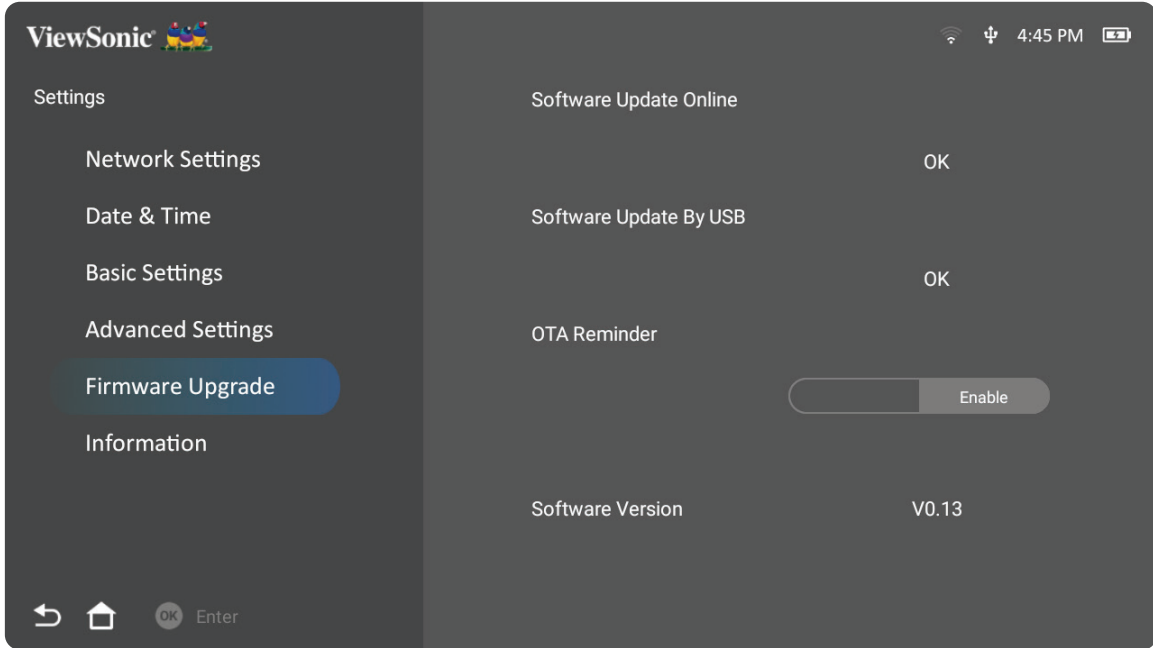 ViewSonic®
4:45 PM
Settings
Network Settings
Date & Time
Basic Settings
Advanced Settings
Firmware Upgrade
Information
Software Update Online
OK
Software Update By USB
OK
OTA Reminder
Enable
Software Version V0.13
OK Enter